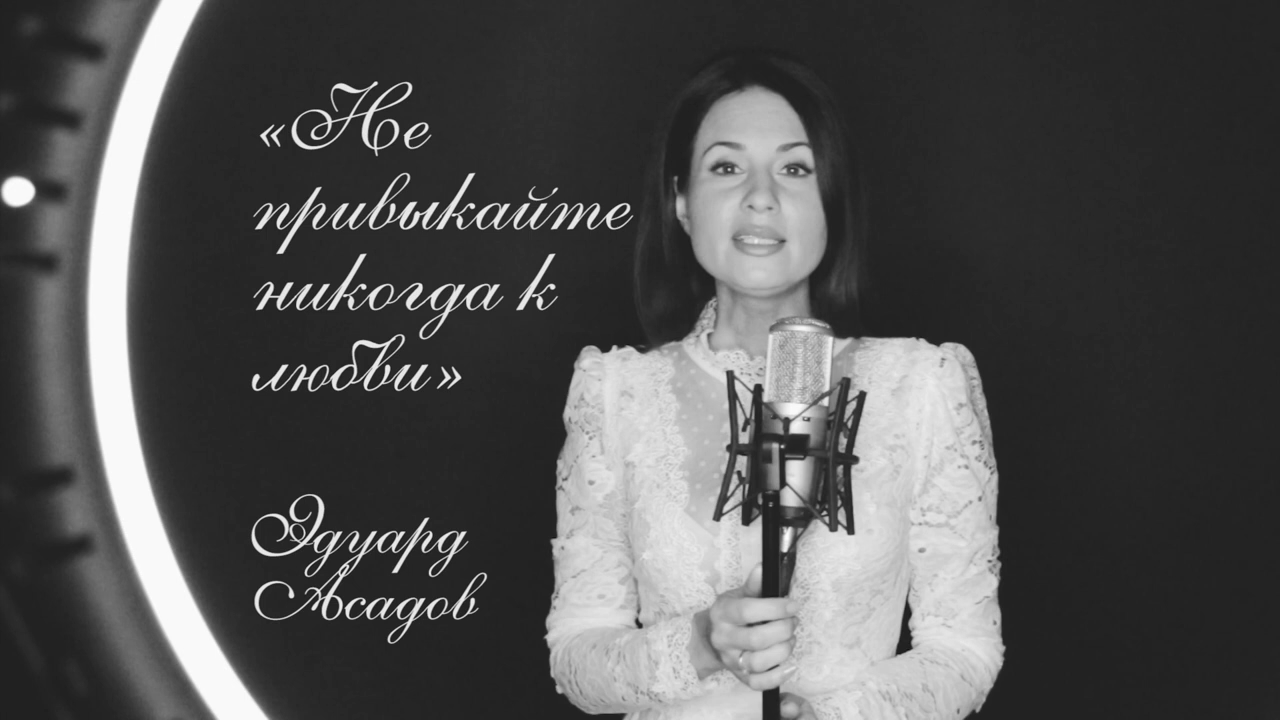 «Не
привыкайте
никогда к
любви»
Эдуард
Асадов